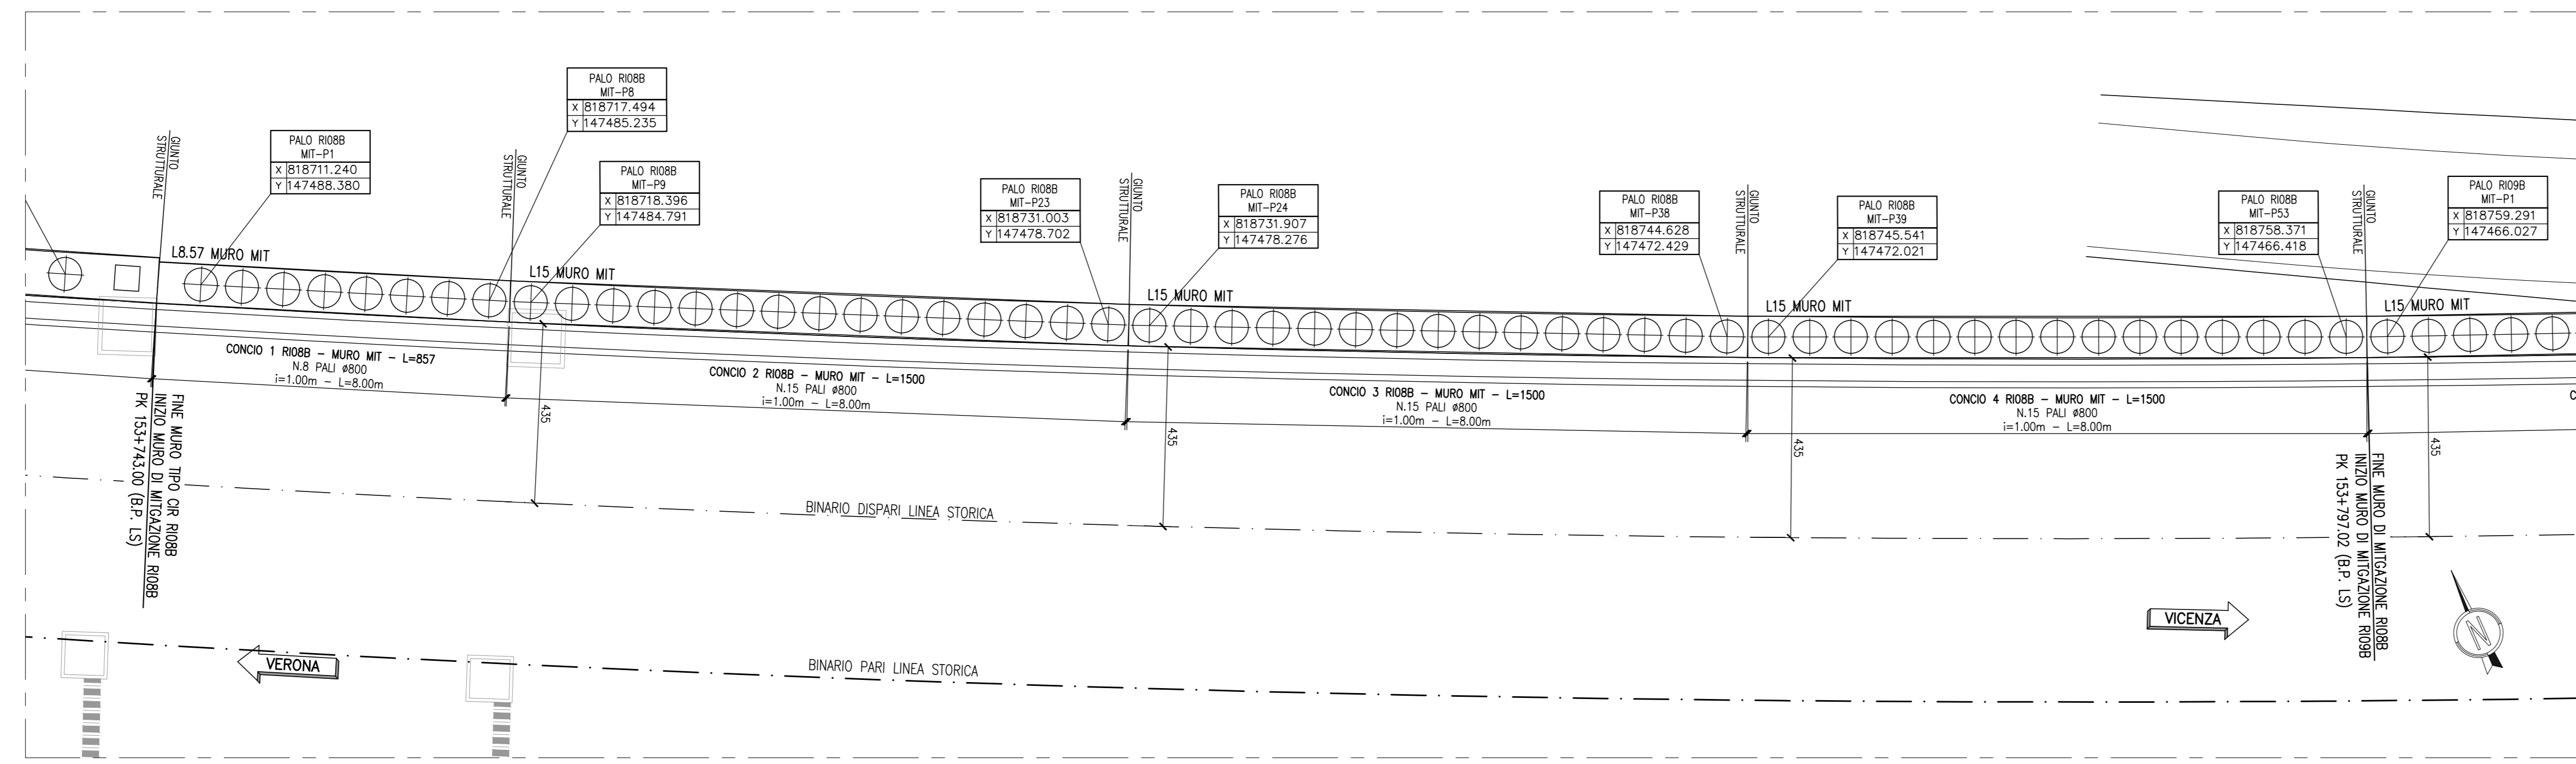 PALO RI08B
MIT-P8
X 818717.494
Y 147485.235
PALO RI08B
MIT-P1
X 818711.240
Y 147488.380
PALO RI08B
MIT-P9
X 818718.396
Y 147484.791
PALO RI08B
MIT-P23
X 818731.003
Y 147478.702
PALO RI08B
MIT-P24
X 818731.907
Y 147478.276
PALO RI08B
MIT-P38
X 818744.628
Y 147472.429
PALO RI08B
MIT-P39
X 818745.541
Y 147472.021
PALO RI08B
MIT-P53
X 818758.371
Y 147466.418
PALO RI09B
MIT-P1
X 818759.291
Y 147466.027
GIUNTO
STRUTTURALE
GIUNTO
STRUTTURALE
GIUNTO
STRUTTURALE
GIUNTO
STRUTTURALE
GIUNTO
STRUTTURALE
L8.57 MURO MIT
L15 MURO MIT
L15 MURO MIT
L15 MURO MIT
L15 MURO MIT
CONCIO 1 RI08B - MURO MIT - L=857
N.8 PALI ø800
i=1.00m - L=8.00m
CONCIO 2 RI08B - MURO MIT - L=1500
N.15 PALI ø800
i=1.00m - L=8.00m
CONCIO 3 RI08B - MURO MIT - L=1500
N.15 PALI ø800
i=1.00m - L=8.00m
CONCIO 4 RI08B - MURO MIT - L=1500
N.15 PALI ø800
i=1.00m - L=8.00m
C
435
435
435
435
FINE MURO TIPO CIR RI08B
INIZIO MURO DI MITGAZIONE RI08B
PK 153+743.00 (B.P. LS)
FINE MURO DI MITGAZIONE RI08B
INIZIO MURO DI MITGAZIONE RI09B
PK 153+797.02 (B.P. LS)
BINARIO DISPARI LINEA STORICA
BINARIO PARI LINEA STORICA
VERONA
VICENZA
N